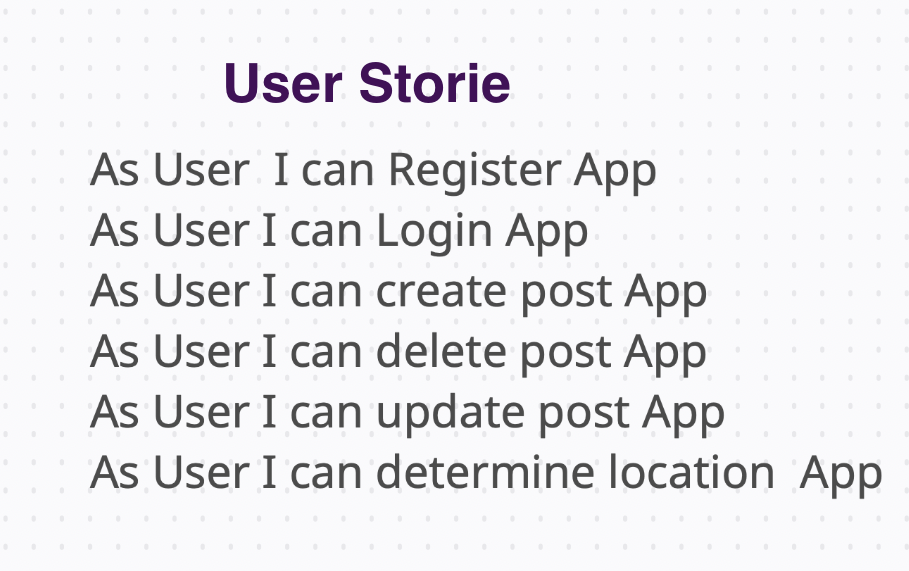 User Storie
As User  I can Register App
As User I can Login App
As User I can create post App
As User I can delete post App
As User I can update post App
As User I can determine location  App